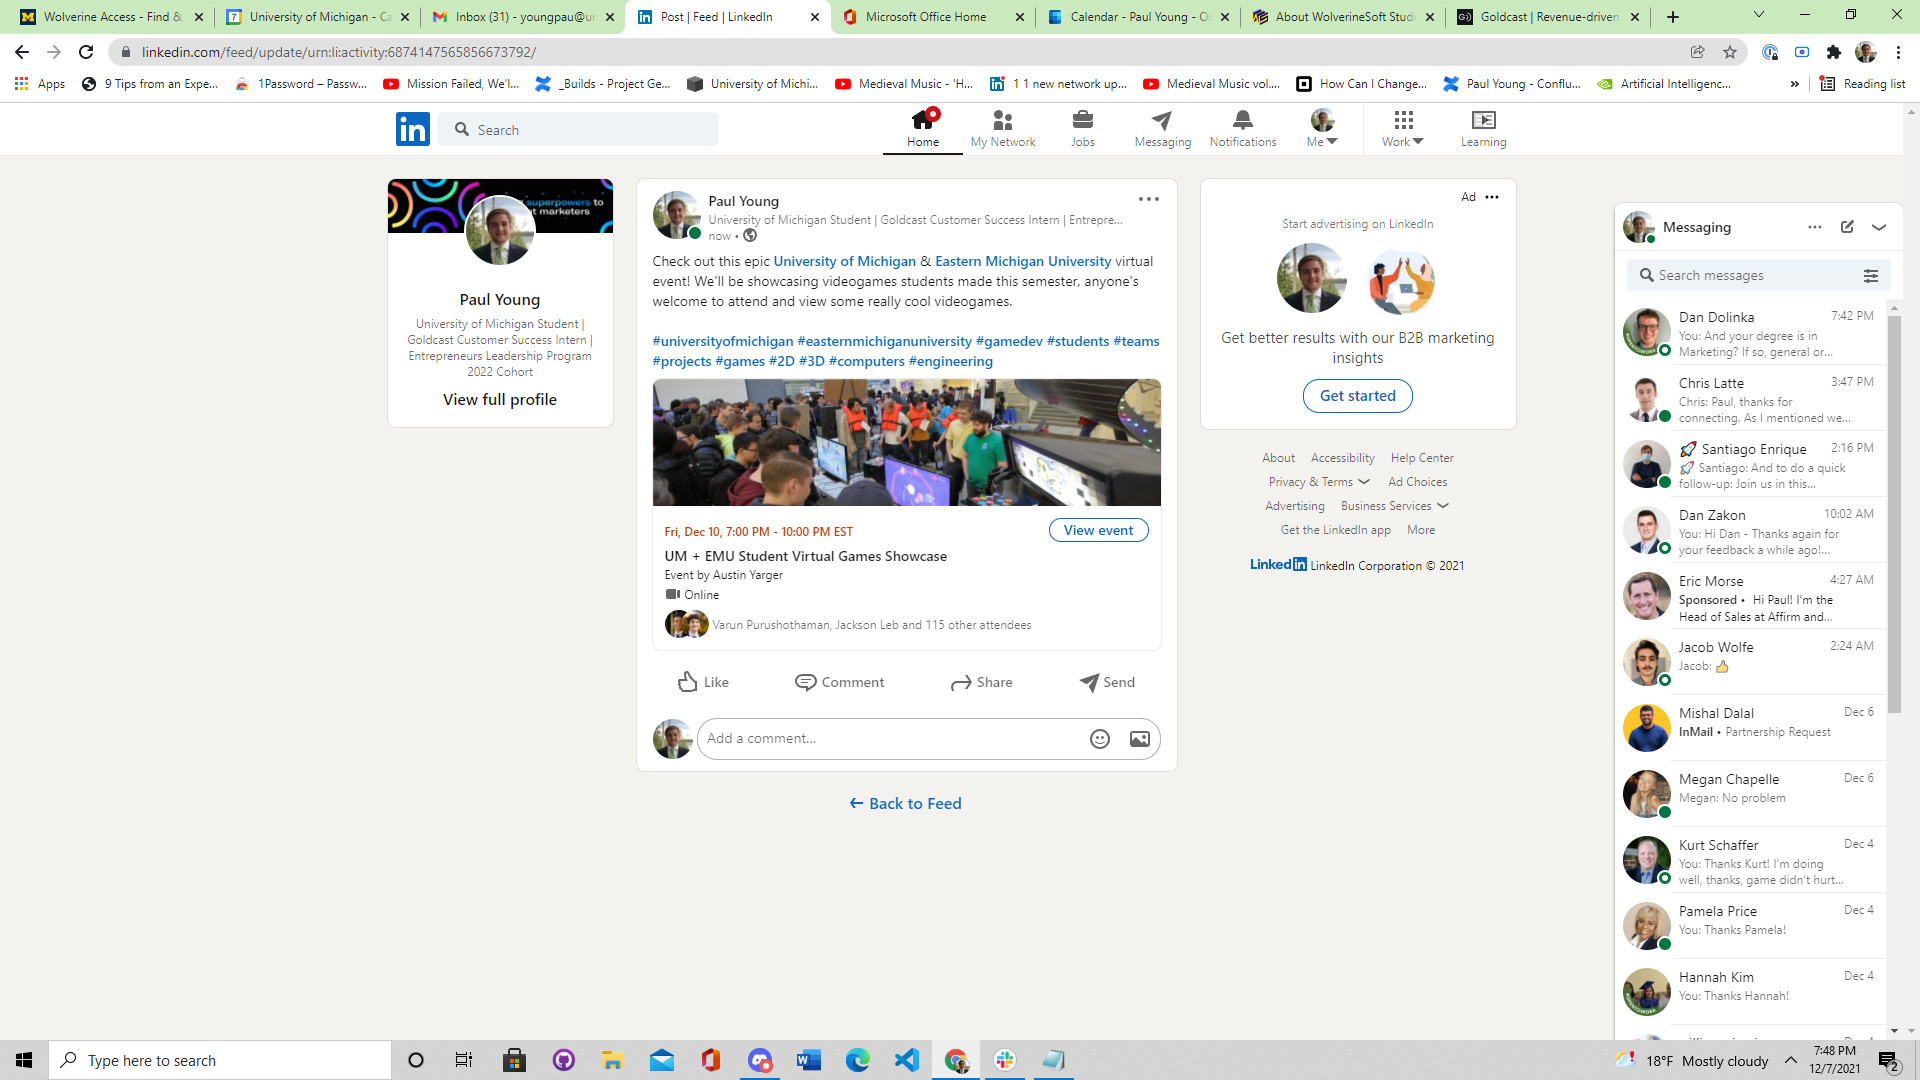 Wolverine Access - Find &
University of Michigan - Ca
Inbox (31) - youngpau@um
Post | Feed | LinkedIn
Microsoft Office Home
Calendar - Paul Young - Ou
About WolverineSoft Studi
Goldcast | Revenue-driven
linkedin.com/feed/update/urn:li:activity:6874147565856673792/
Apps
9 Tips from an Expe...
1Password – Passw...
Mission Failed, We'l...
_Builds - Project Ge...
University of Michi...
Medieval Music - 'H...
1 1 new network up...
Medieval Music vol....
How Can I Change...
Paul Young - Conflu...
Artificial Intelligenc...
»
Reading list
in
Search
Home
My Network
Jobs
Messaging
Notifications
Me
Work
Learning
superpowers to
marketers
Paul Young
University of Michigan Student |
Goldcast Customer Success Intern |
Entrepreneurs Leadership Program
2022 Cohort
View full profile
Paul Young
University of Michigan Student | Goldcast Customer Success Intern | Entrepre...
now •
Check out this epic University of Michigan & Eastern Michigan University virtual
event! We'll be showcasing videogames students made this semester, anyone's
welcome to attend and view some really cool videogames.
#universityofmichigan #easternmichiganuniversity #gamedev #students #teams
#projects #games #2D #3D #computers #engineering
Fri, Dec 10, 7:00 PM - 10:00 PM EST
View event
UM + EMU Student Virtual Games Showcase
Event by Austin Yarger
Online
Varun Purushothaman, Jackson Leb and 115 other attendees
Like
Comment
Share
Send
Add a comment...
Back to Feed
Ad
Start advertising on LinkedIn
Get better results with our B2B marketing
insights
Get started
About Accessibility Help Center
Privacy & Terms Ad Choices
Advertising Business Services
Get the LinkedIn app More
LinkedIn LinkedIn Corporation © 2021
Messaging
Search messages
Dan Dolinka 7:42 PM
You: And your degree is in
Marketing? If so, general or...
Chris Latte 3:47 PM
Chris: Paul, thanks for
connecting. As I mentioned we...
🚀 Santiago Enrique 2:16 PM
🚀 Santiago: And to do a quick
follow-up: Join us in this...
Dan Zakon 10:02 AM
You: Hi Dan - Thanks again for
your feedback a while ago!...
Eric Morse 4:27 AM
Sponsored • Hi Paul! I'm the
Head of Sales at Affirm and...
Jacob Wolfe 2:24 AM
Jacob: 👍
Mishal Dalal Dec 6
InMail • Partnership Request
Megan Chapelle Dec 6
Megan: No problem
Kurt Schaffer Dec 4
You: Thanks Kurt! I'm doing
well, thanks, game didn't hurt...
Pamela Price Dec 4
You: Thanks Pamela!
Hannah Kim Dec 4
You: Thanks Hannah!
Type here to search
18°F Mostly cloudy
7:48 PM
12/7/2021
2